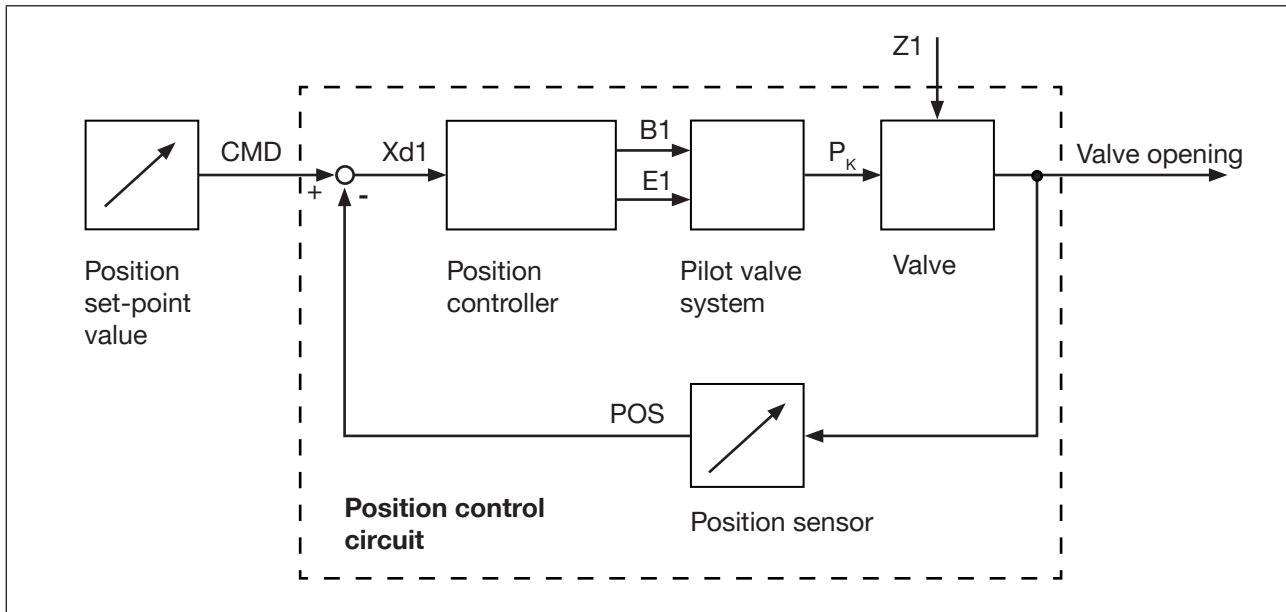 Z1
CMD
Xd1
B1
E1
PK
Valve opening
+
-
Position
set-point
value
Position
controller
Pilot valve
system
Valve
POS
Position control
circuit
Position sensor